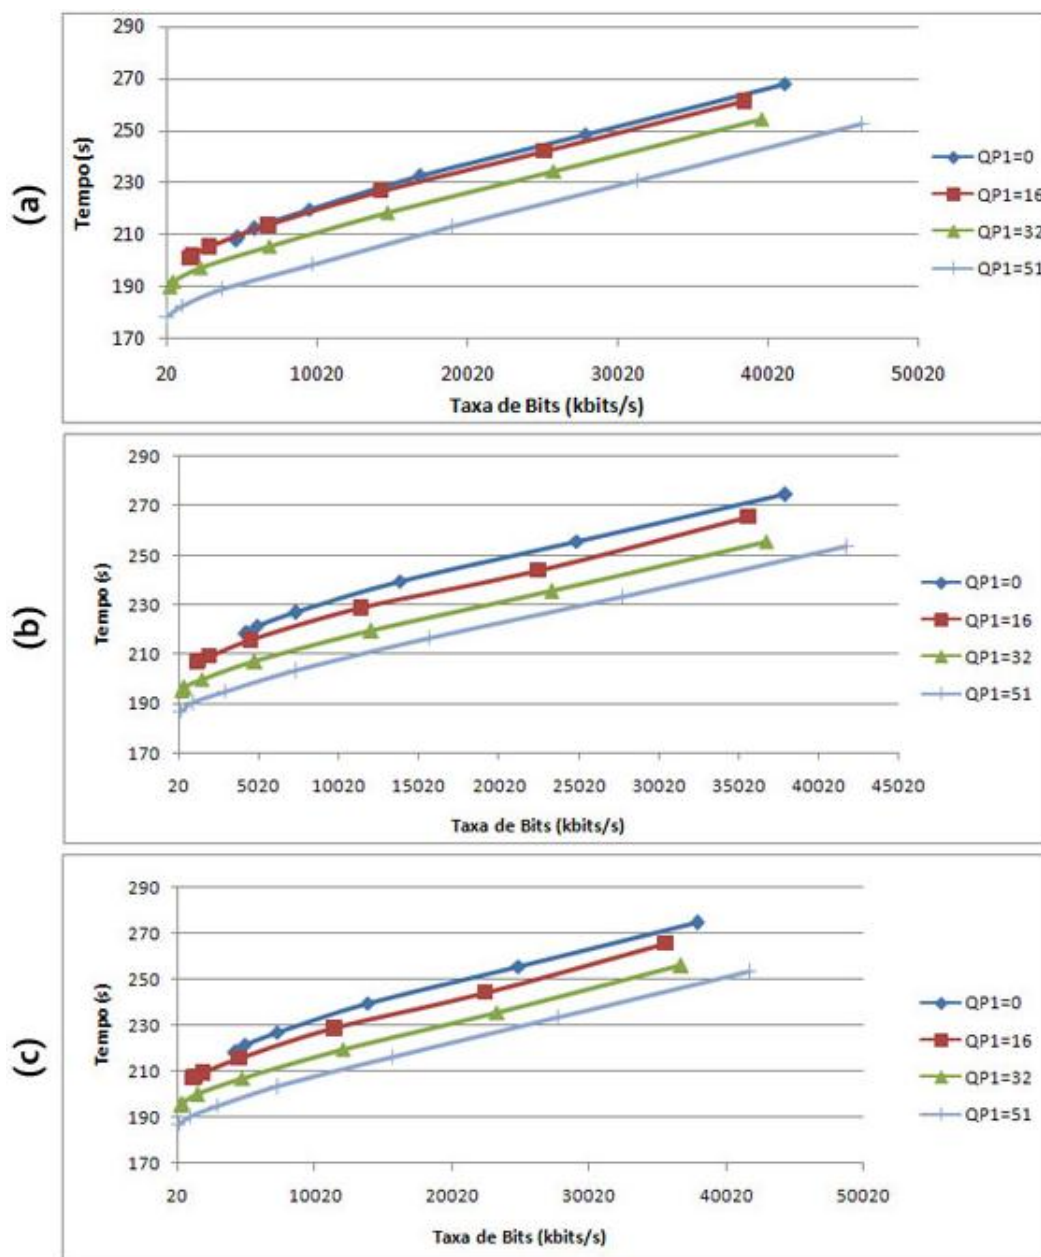 (a)
290
270
250
230
210
190
170
Tempo(s)
20 10020 20020 30020 40020 50020
Taxa de Bits (kbits/s)
QP1=0
QP1=16
QP1=32
QP1=51
(b)
290
270
250
230
210
190
170
Tempo (s)
20 5020 10020 15020 20020 25020 30020 35020 40020 45020
Taxa de Bits (kbits/s)
QP1=0
QP1=16
QP1=32
QP1=51
(c)
290
270
250
230
210
190
170
Tempo (s)
20 10020 20020 30020 40020 50020
Taxa de Bits (kbits/s)
QP1=0
QP1=16
QP1=32
QP1=51